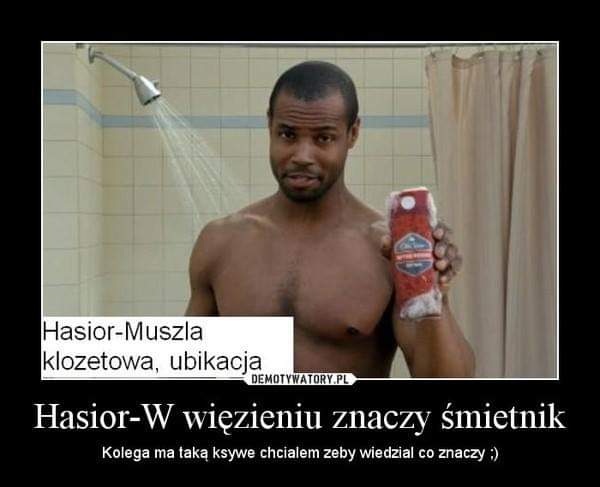 Hasior-Muszla
klozetowa, ubikacja
DEMOTYWATORY.PL
Hasior-W więzieniu znaczy śmietnik
Kolega ma taką ksywe chcialem zeby wiedzial co znaczy ;)